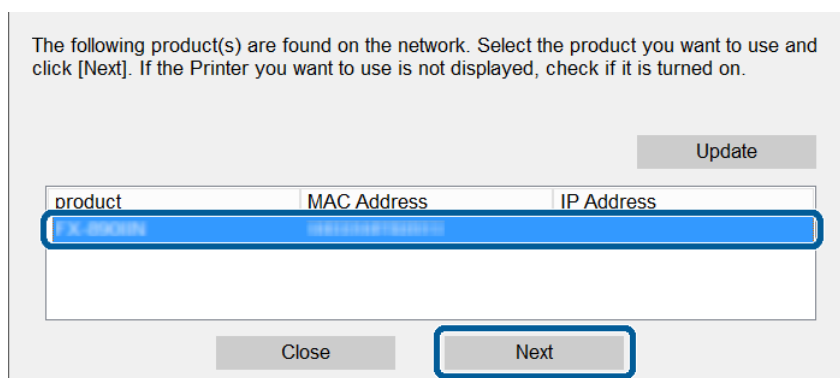 The following product(s) are found on the network. Select the product you want to use and
click [Next]. If the Printer you want to use is not displayed, check if it is turned on.
Update
product MAC Address IP Address
Close Next